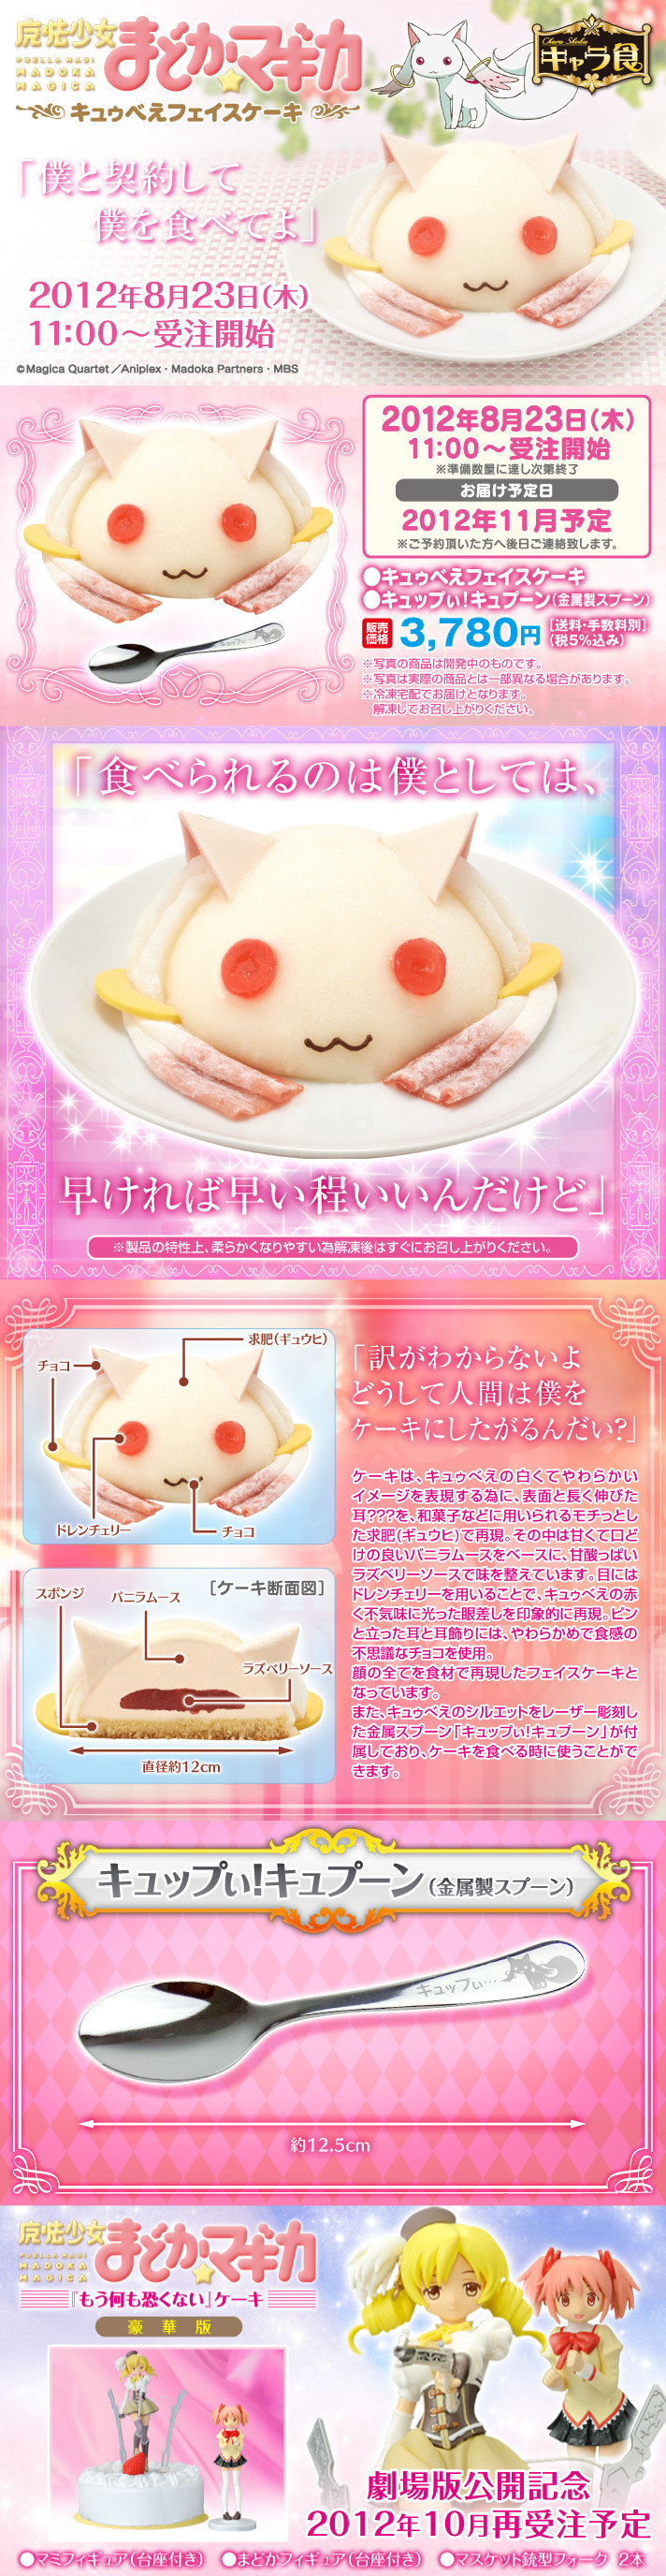 魔法少女
まどか☆マギカ
PUELLA MAGI
MADOKA
MAGICA
キュゥべえフェイスケーキ
Chara Shoku
キャラ食
「僕と契約して
僕を食べてよ」
2012年8月23日(木)
11:00～受注開始
©Magica Quartet／Aniplex・Madoka Partners・MBS
2012年8月23日(木)
11:00～受注開始
※準備数量に達し次第終了
お届け予定日
2012年11月予定
※ご予約頂いた方へ後日ご連絡致します。
●キュゥべえフェイスケーキ
●キュップぃ!キュプーン(金属製スプーン)
販売価格 3,780円 [送料・手数料別] (税5%込み)
※写真の商品は開発中のものです。
※写真は実際の商品とは一部異なる場合があります。
※冷凍宅配でお届けとなります。
解凍してお召し上がりください。
キュップぃ…
「食べられるのは僕としては、
早ければ早い程いいんだけど」
※製品の特性上、柔らかくなりやすい為解凍後はすぐにお召し上がりください。
求肥(ギュウヒ)
チョコ
ドレンチェリー
チョコ
「訳がわからないよ
どうして人間は僕を
ケーキにしたがるんだい?」
ケーキは、キュゥべえの白くてやわらかい
イメージを表現する為に、表面と長く伸びた
耳???を、和菓子などに用いられるモチっとし
た求肥(ギュウヒ)で再現。その中は甘くて口ど
けの良いバニラムースをベースに、甘酸っぱい
ラズベリーソースで味を整えています。目には
ドレンチェリーを用いることで、キュゥべえの赤
く不気味に光った眼差しを印象的に再現。ピン
と立った耳と耳飾りには、やわらかめで食感の
不思議なチョコを使用。
顔の全てを食材で再現したフェイスケーキと
なっています。
また、キュゥべえのシルエットをレーザー彫刻し
た金属スプーン「キュップぃ!キュプーン」が付
属しており、ケーキを食べる時に使うことがで
きます。
[ケーキ断面図]
スポンジ
バニラムース
ラズベリーソース
直径約12cm
キュップぃ!キュプーン(金属製スプーン)
キュップぃ…
約12.5cm
魔法少女
まどか☆マギカ
PUELLA MAGI
MADOKA
MAGICA
『もう何も恐くない』ケーキ
豪華版
劇場版公開記念
2012年10月再受注予定
●マミフィギュア(台座付き) ●まどかフィギュア(台座付き) ●マスケット銃型フォーク 2本